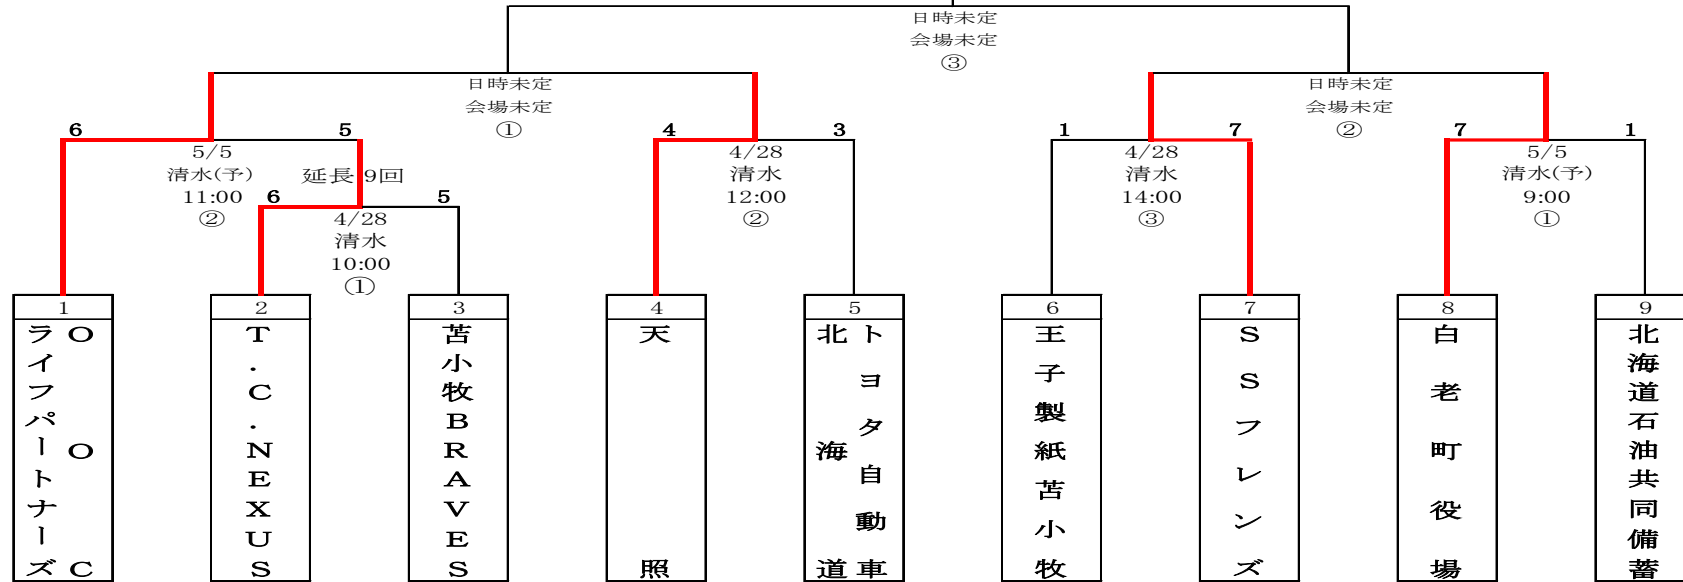 日時未定
会場未定
③
日時未定
会場未定
①
日時未定
会場未定
②
6
5
4
3
1
7
7
1
5/5
清水(予)
11:00
②
延長 9回
4/28
清水
12:00
②
4/28
清水
14:00
③
5/5
清水(予)
9:00
①
6
5
4/28
清水
10:00
①
1
2
3
4
5
6
7
8
9
OOC
ライフパートナーズ
T.C.NEXUS
苫小牧BRAVES
天照
トヨタ自動車
北海道
王子製紙苫小牧
SSフレンズ
白老町役場
北海道石油共同備蓄